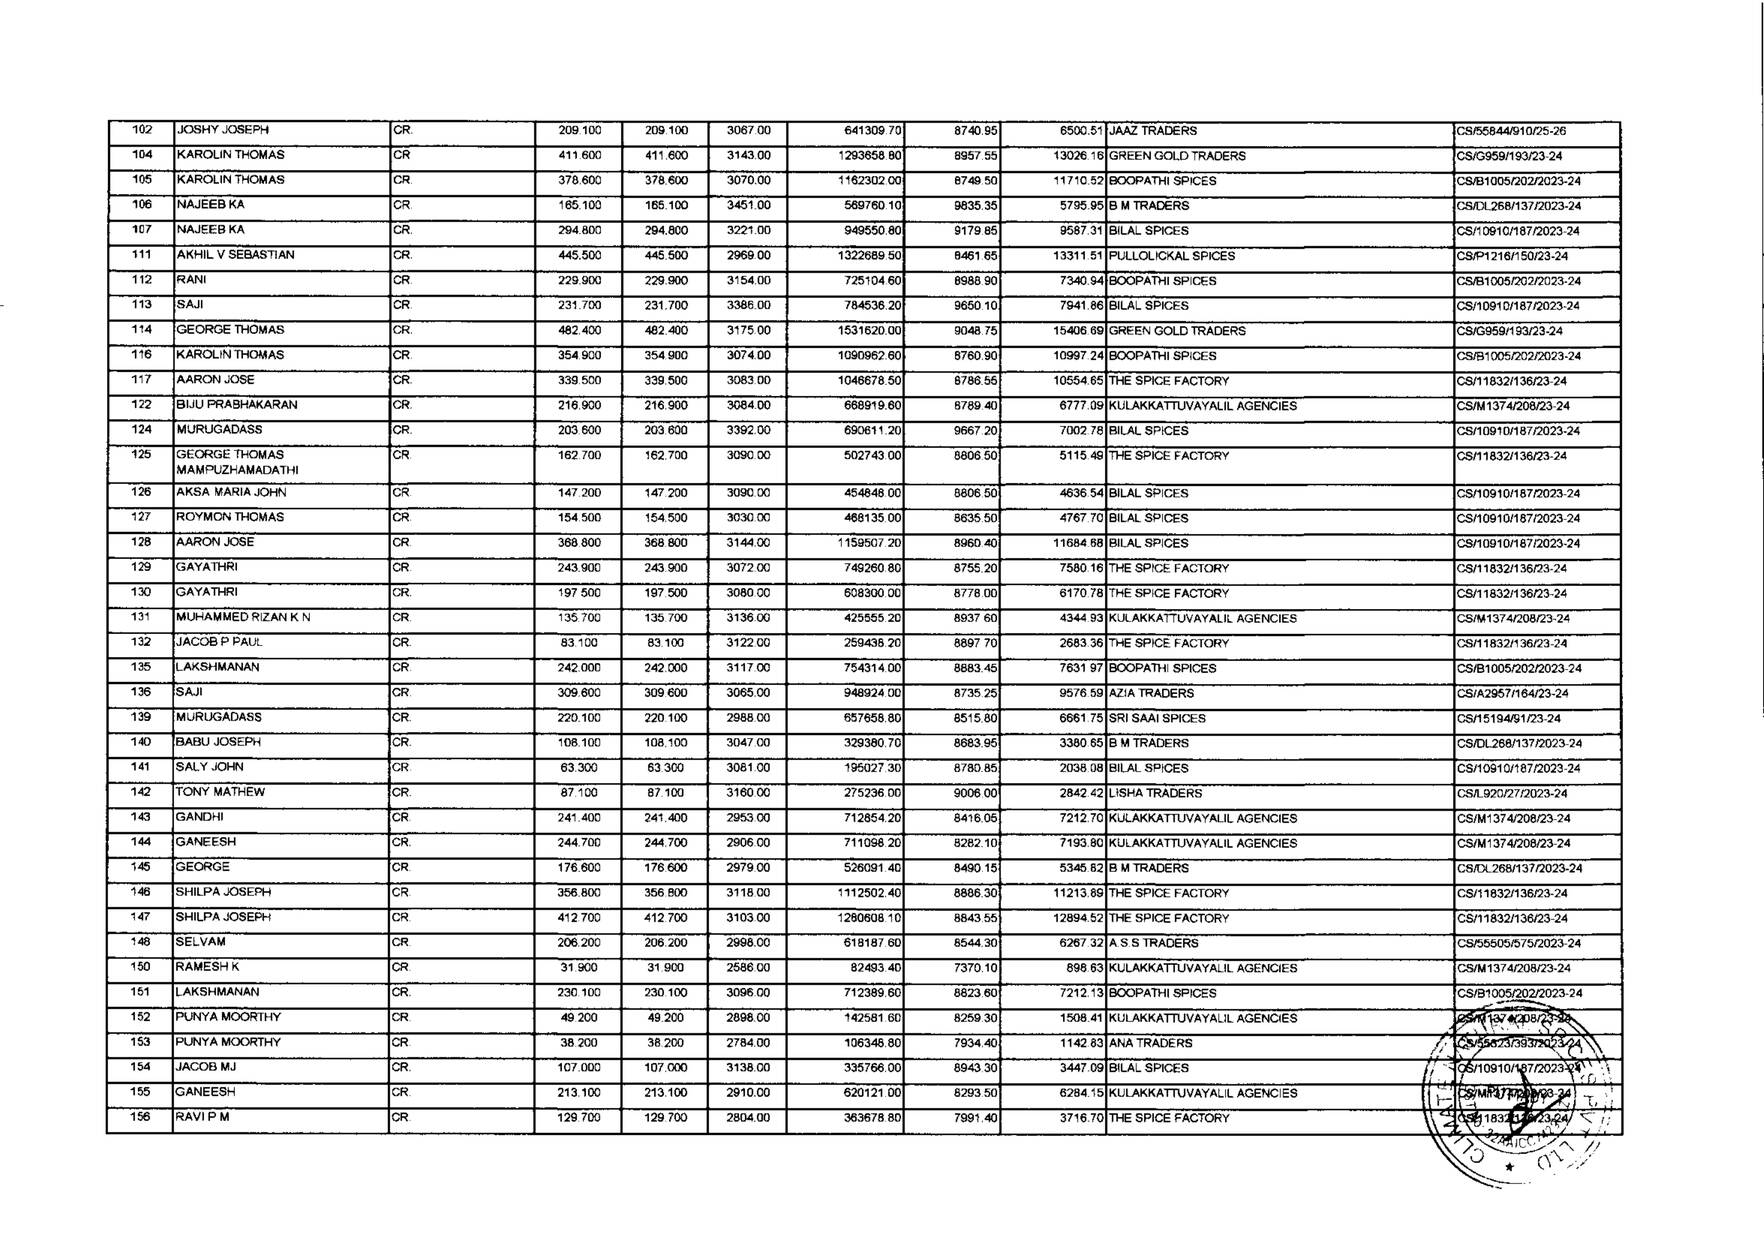 102 JOSHY JOSEPH CR. 209.100 209.100 3067.00 641309.70 8740.95 6500.51 JAAZ TRADERS CS/55844/910/25-26
104 KAROLIN THOMAS CR 411.600 411.600 3143.00 1293658.80 8957.55 13026.16 GREEN GOLD TRADERS CS/G959/193/23-24
105 KAROLIN THOMAS CR. 378.600 378.600 3070.00 1162302.00 8749.50 11710.52 BOOPATHI SPICES CS/B1005/202/2023-24
106 NAJEEB KA CR. 165.100 165.100 3451.00 569760.10 9835.35 5795.95 B M TRADERS CS/DL268/137/2023-24
107 NAJEEB KA CR. 294.800 294.800 3221.00 949550.80 9179.85 9587.31 BILAL SPICES CS/10910/187/2023-24
111 AKHIL V SEBASTIAN CR. 445.500 445.500 2969.00 1322689.50 8461.65 13311.51 PULLOLICKAL SPICES CS/P1216/150/23-24
112 RANI CR. 229.900 229.900 3154.00 725104.60 8988.90 7340.94 BOOPATHI SPICES CS/B1005/202/2023-24
113 SAJI CR. 231.700 231.700 3386.00 784536.20 9650.10 7941.86 BILAL SPICES CS/10910/187/2023-24
114 GEORGE THOMAS CR. 482.400 482.400 3175.00 1531620.00 9048.75 15406.69 GREEN GOLD TRADERS CS/G959/193/23-24
116 KAROLIN THOMAS CR. 354.900 354.900 3074.00 1090962.60 8760.90 10997.24 BOOPATHI SPICES CS/B1005/202/2023-24
117 AARON JOSE CR. 339.500 339.500 3083.00 1046678.50 8786.55 10554.65 THE SPICE FACTORY CS/11832/136/23-24
122 BIJU PRABHAKARAN CR. 216.900 216.900 3084.00 668919.60 8789.40 6777.09 KULAKKATTUVAYALIL AGENCIES CS/M1374/208/23-24
124 MURUGADASS CR. 203.600 203.600 3392.00 690611.20 9667.20 7002.78 BILAL SPICES CS/10910/187/2023-24
125 GEORGE THOMAS CR. 162.700 162.700 3090.00 502743.00 8806.50 5115.49 THE SPICE FACTORY CS/11832/136/23-24
MAMPUZHAMADATHI
126 AKSA MARIA JOHN CR. 147.200 147.200 3090.00 454848.00 8806.50 4636.54 BILAL SPICES CS/10910/187/2023-24
127 ROYMON THOMAS CR. 154.500 154.500 3030.00 468135.00 8635.50 4767.70 BILAL SPICES CS/10910/187/2023-24
128 AARON JOSE CR. 368.800 368.800 3144.00 1159507.20 8960.40 11684.68 BILAL SPICES CS/10910/187/2023-24
129 GAYATHRI CR. 243.900 243.900 3072.00 749260.80 8755.20 7580.16 THE SPICE FACTORY CS/11832/136/23-24
130 GAYATHRI CR. 197.500 197.500 3080.00 608300.00 8778.00 6170.78 THE SPICE FACTORY CS/11832/136/23-24
131 MUHAMMED RIZAN K N CR. 135.700 135.700 3136.00 425555.20 8937.60 4344.93 KULAKKATTUVAYALIL AGENCIES CS/M1374/208/23-24
132 JACOB P PAUL CR. 83.100 83.100 3122.00 259438.20 8897.70 2683.36 THE SPICE FACTORY CS/11832/136/23-24
135 LAKSHMANAN CR. 242.000 242.000 3117.00 754314.00 8883.45 7631.97 BOOPATHI SPICES CS/B1005/202/2023-24
136 SAJI CR. 309.600 309.600 3065.00 948924.00 8735.25 9576.59 AZIA TRADERS CS/A2957/164/23-24
139 MURUGADASS CR. 220.100 220.100 2988.00 657658.80 8515.80 6661.75 SRI SAAI SPICES CS/15194/91/23-24
140 BABU JOSEPH CR. 108.100 108.100 3047.00 329380.70 8683.95 3380.65 B M TRADERS CS/DL268/137/2023-24
141 SALY JOHN CR. 63.300 63.300 3081.00 195027.30 8780.85 2038.08 BILAL SPICES CS/10910/187/2023-24
142 TONY MATHEW CR. 87.100 87.100 3160.00 275236.00 9006.00 2842.42 LISHA TRADERS CS/L920/27/2023-24
143 GANDHI CR. 241.400 241.400 2953.00 712854.20 8416.05 7212.70 KULAKKATTUVAYALIL AGENCIES CS/M1374/208/23-24
144 GANEESH CR. 244.700 244.700 2906.00 711098.20 8282.10 7193.80 KULAKKATTUVAYALIL AGENCIES CS/M1374/208/23-24
145 GEORGE CR. 176.600 176.600 2979.00 526091.40 8490.15 5345.82 B M TRADERS CS/DL268/137/2023-24
146 SHILPA JOSEPH CR. 356.800 356.800 3118.00 1112502.40 8886.30 11213.89 THE SPICE FACTORY CS/11832/136/23-24
147 SHILPA JOSEPH CR. 412.700 412.700 3103.00 1280608.10 8843.55 12894.52 THE SPICE FACTORY CS/11832/136/23-24
148 SELVAM CR. 206.200 206.200 2998.00 618187.60 8544.30 6267.32 A.S.S TRADERS CS/55505/575/2023-24
150 RAMESH K CR. 31.900 31.900 2586.00 82493.40 7370.10 898.63 KULAKKATTUVAYALIL AGENCIES CS/M1374/208/23-24
151 LAKSHMANAN CR. 230.100 230.100 3096.00 712389.60 8823.60 7212.13 BOOPATHI SPICES CS/B1005/202/2023-24
152 PUNYA MOORTHY CR. 49.200 49.200 2898.00 142581.60 8259.30 1508.41 KULAKKATTUVAYALIL AGENCIES CS/M1374/208/23-24
153 PUNYA MOORTHY CR. 38.200 38.200 2784.00 106348.80 7934.40 1142.83 ANA TRADERS
154 JACOB MJ CR. 107.000 107.000 3138.00 335766.00 8943.30 3447.09 BILAL SPICES CS/10910/187/2023-24
155 GANEESH CR. 213.100 213.100 2910.00 620121.00 8293.50 6284.15 KULAKKATTUVAYALIL AGENCIES
156 RAVI P M CR. 129.700 129.700 2804.00 363678.80 7991.40 3716.70 THE SPICE FACTORY CS/11832/136/23-24